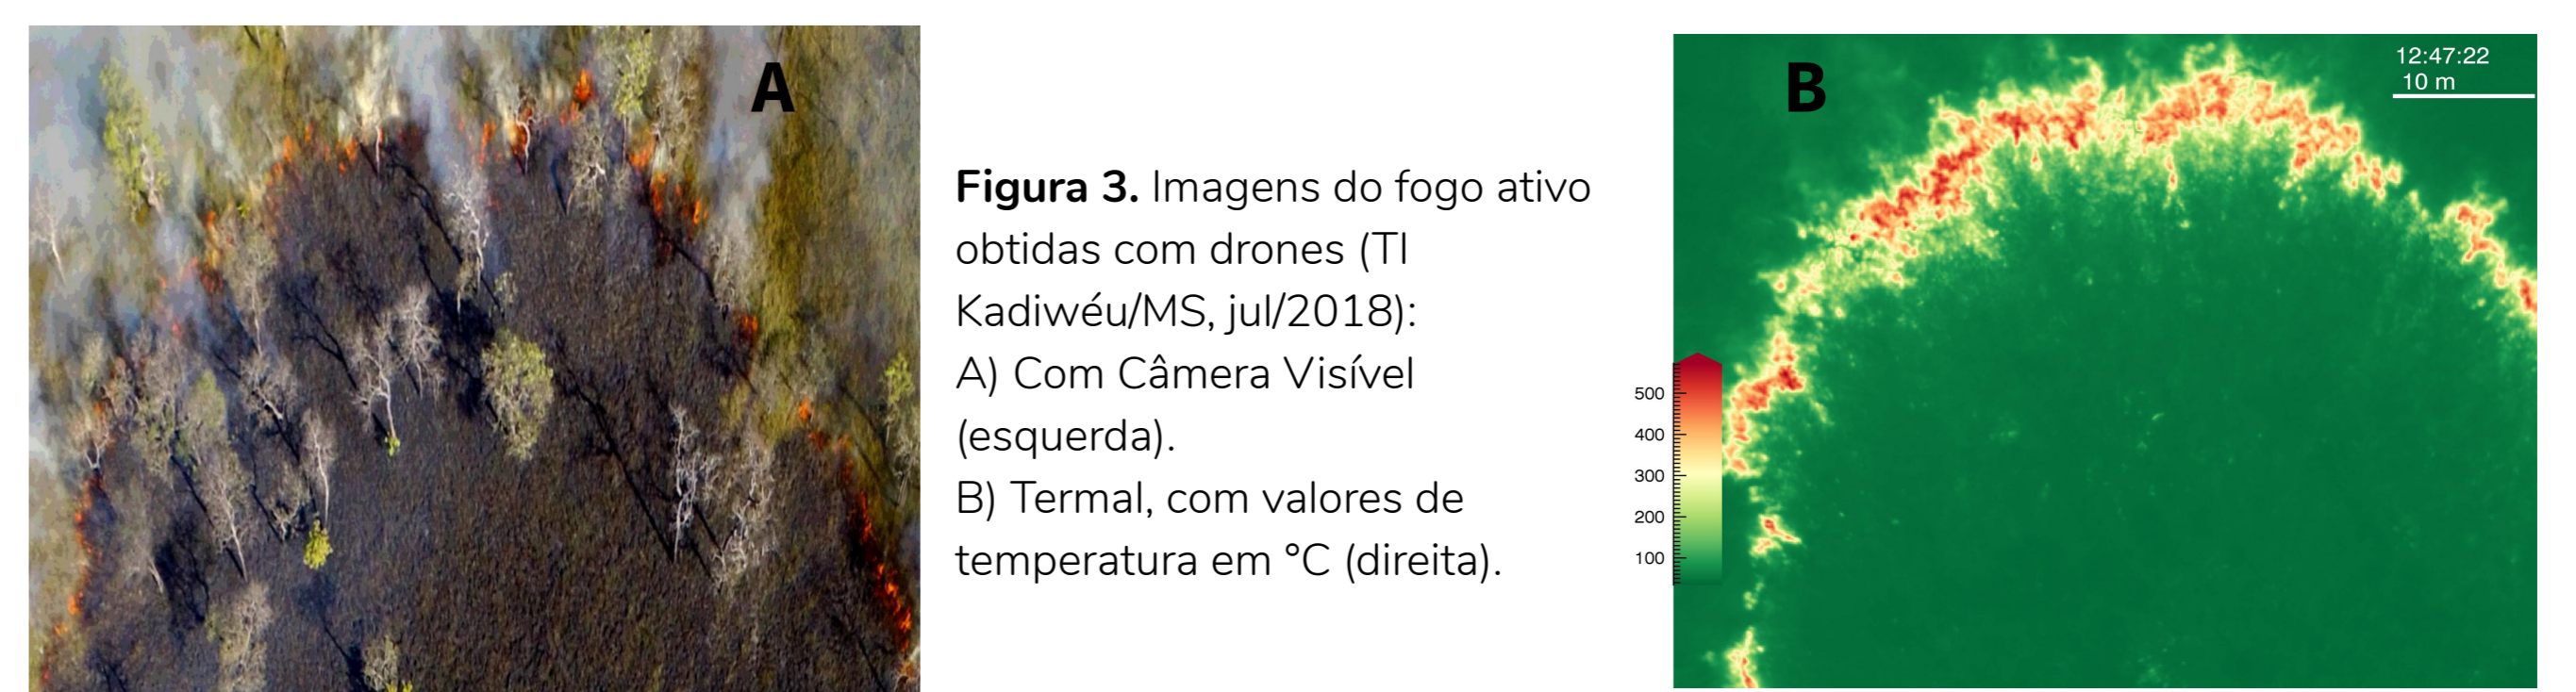 A
Figura 3. Imagens do fogo ativo
obtidas com drones (TI
Kadiwéu/MS, jul/2018):
A) Com Câmera Visível
(esquerda).
B) Termal, com valores de
temperatura em °C (direita).
B
12:47:22
10 m
500
400
300
200
100